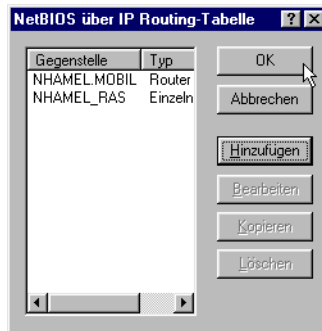 NetBIOS über IP Routing-Tabelle
Gegenstelle Typ
NHAMEL.MOBIL Router
NHAMEL_RAS Einzeln
OK
Abbrechen
Hinzufügen
Bearbeiten
Kopieren
Löschen